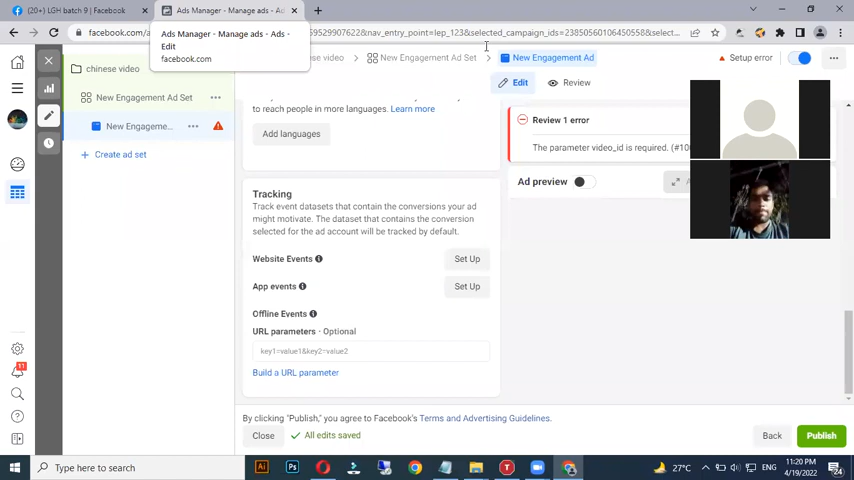 (20+) LGH batch 9 | Facebook
Ads Manager - Manage ads - Ad
facebook.com/a
59529907622&nav_entry_point=lep_123&selected_campaign_ids=23850560106450558&selec...
Ads Manager - Manage ads - Ads -
Edit
facebook.com
chinese video
New Engagement Ad Set
New Engageme...
Create ad set
se video
New Engagement Ad Set
New Engagement Ad
Setup error
Edit
Review
to reach people in more languages. Learn more
Add languages
Tracking
Track event datasets that contain the conversions your ad
might motivate. The dataset that contains the conversion
selected for the ad account will be tracked by default.
Website Events
Set Up
App events
Set Up
Offline Events
URL parameters · Optional
key1=value1&key2=value2
Build a URL parameter
Review 1 error
The parameter video_id is required. (#10
Ad preview
By clicking "Publish," you agree to Facebook's Terms and Advertising Guidelines.
Close
All edits saved
Back
Publish
11
Type here to search
27°C
ENG
11:20 PM
4/19/2022
24